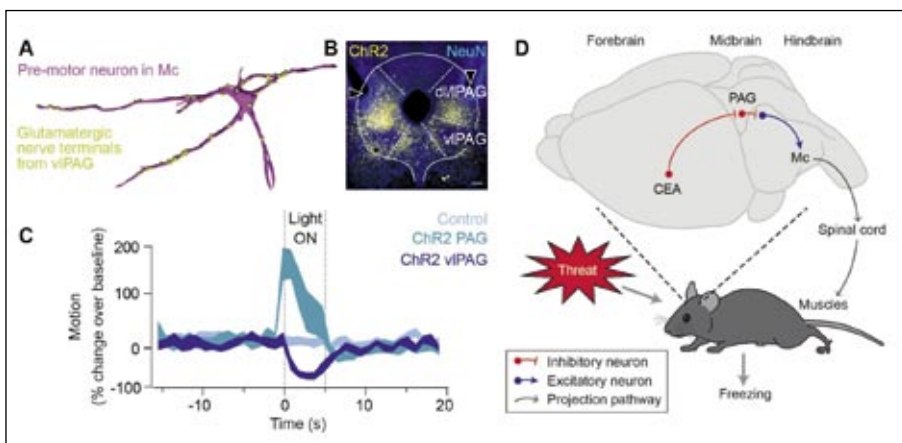 A
Pre-motor neuron in Mc
Glutamatergic
nerve terminals
from vlPAG
B
ChR2 NeuN
vlPAG
C
Control
ChR2 PAG
ChR2 vlPAG
Light
ON
Motion
(% change over baseline)
200
100
0
-100
-10 0 10 20
Time (s)
D
Forebrain Midbrain Hindbrain
PAG
CEA
Mc
Spinal cord
Muscles
Threat
Freezing
Inhibitory neuron
Excitatory neuron
Projection pathway